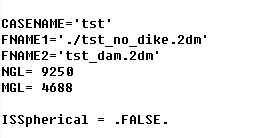 CASENAME='tst'
FNAME1='./tst_no_dike.2dm'
FNAME2='tst_dam.2dm'
NGL= 9250
MGL= 4688
ISSpherical = .FALSE.